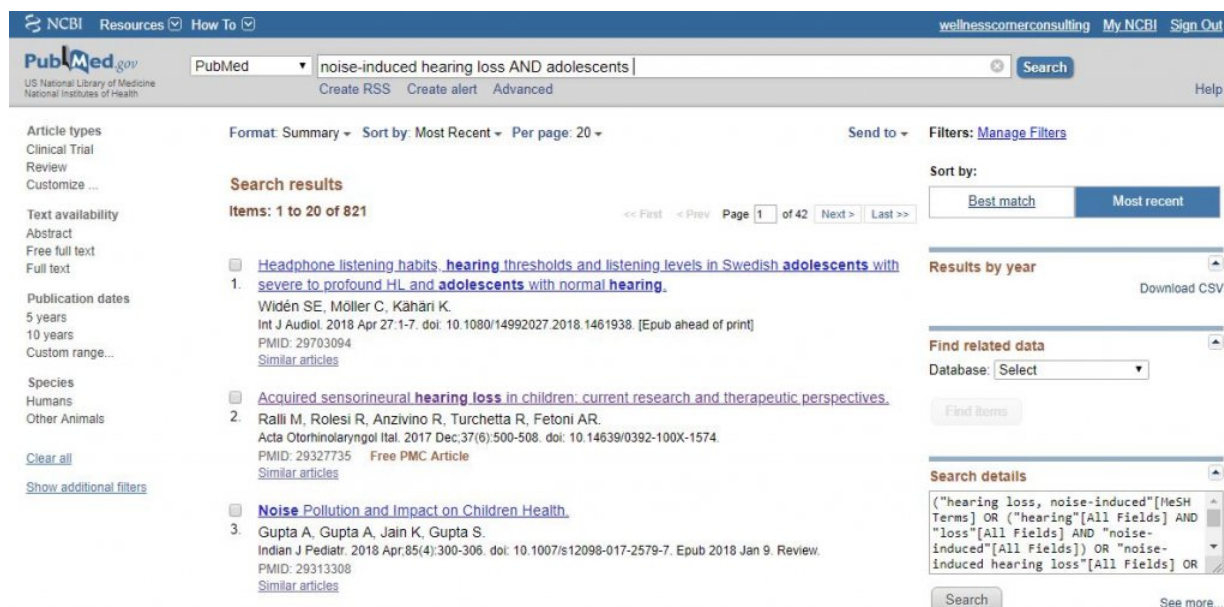 NCBI Resources How To wellnesscornerconsulting My NCBI Sign Out
PubMed.gov
US National Library of Medicine
National Institutes of Health
PubMed noise-induced hearing loss AND adolescents Search
Create RSS Create alert Advanced
Help
Article types
Clinical Trial
Review
Customize ...
Text availability
Abstract
Free full text
Full text
Publication dates
5 years
10 years
Custom range...
Species
Humans
Other Animals
Clear all
Show additional filters
Format: Summary Sort by: Most Recent Per page: 20 Send to
Search results
Items: 1 to 20 of 821
<< First < Prev Page 1 of 42 Next > Last >>
Headphone listening habits, hearing thresholds and listening levels in Swedish adolescents with
1. severe to profound HL and adolescents with normal hearing.
Widén SE, Möller C, Kähäri K.
Int J Audiol. 2018 Apr 27:1-7. doi: 10.1080/14992027.2018.1461938. [Epub ahead of print]
PMID: 29703094
Similar articles
Acquired sensorineural hearing loss in children: current research and therapeutic perspectives.
2. Ralli M, Rolesi R, Anzivino R, Turchetta R, Fetoni AR.
Acta Otorhinolaryngol Ital. 2017 Dec;37(6):500-508. doi: 10.14639/0392-100X-1574.
PMID: 29327735 Free PMC Article
Similar articles
Noise Pollution and Impact on Children Health.
3. Gupta A, Gupta A, Jain K, Gupta S.
Indian J Pediatr. 2018 Apr;85(4):300-306. doi: 10.1007/s12098-017-2579-7. Epub 2018 Jan 9. Review.
PMID: 29313308
Similar articles
Filters: Manage Filters
Sort by:
Best match Most recent
Results by year
Download CSV
Find related data
Database: Select
Find items
Search details
("hearing loss, noise-induced"[MeSH
Terms] OR ("hearing"[All Fields] AND
"loss"[All Fields] AND "noise-
induced"[All Fields]) OR "noise-
induced hearing loss"[All Fields] OR
Search See more...